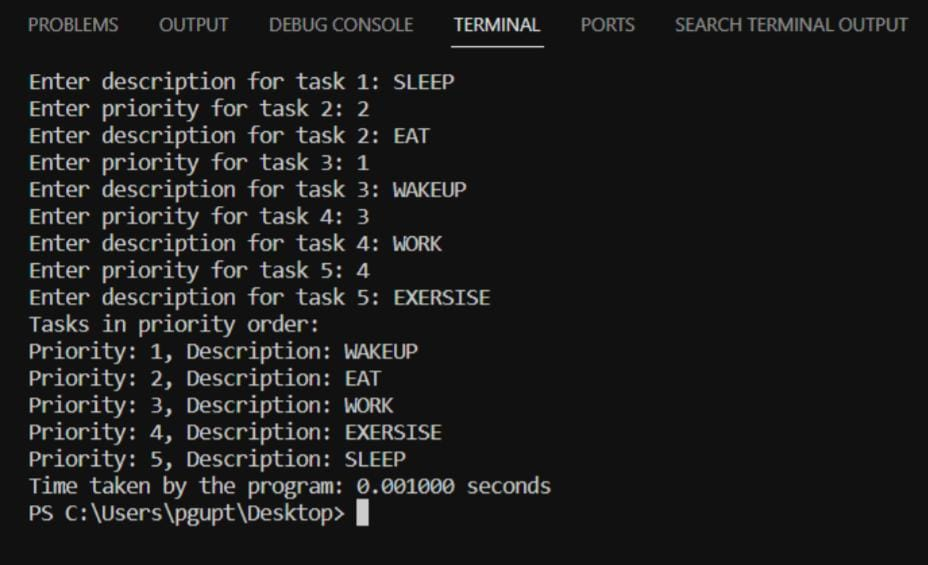 PROBLEMS OUTPUT DEBUG CONSOLE TERMINAL PORTS SEARCH TERMINAL OUTPUT
Enter description for task 1: SLEEP
Enter priority for task 2: 2
Enter description for task 2: EAT
Enter priority for task 3: 1
Enter description for task 3: WAKEUP
Enter priority for task 4: 3
Enter description for task 4: WORK
Enter priority for task 5: 4
Enter description for task 5: EXERSISE
Tasks in priority order:
Priority: 1, Description: WAKEUP
Priority: 2, Description: EAT
Priority: 3, Description: WORK
Priority: 4, Description: EXERSISE
Priority: 5, Description: SLEEP
Time taken by the program: 0.001000 seconds
PS C:\Users\pgupt\Desktop>